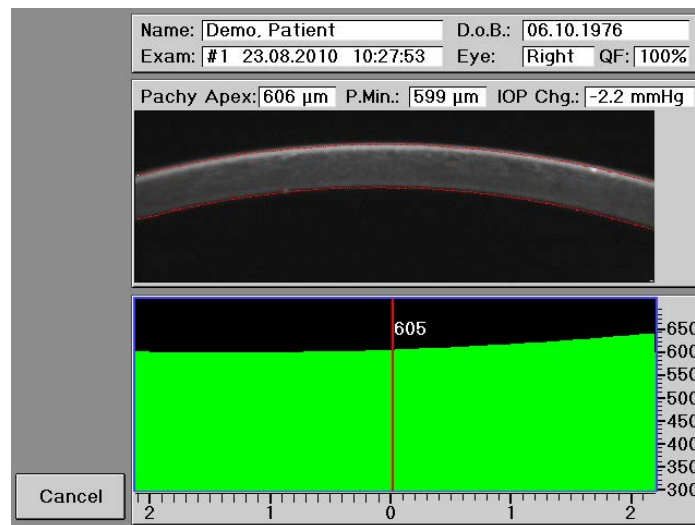 Name: Demo, Patient D.o.B.: 06.10.1976
Exam: #1 23.08.2010 10:27:53 Eye: Right QF: 100%
Pachy Apex: 606 µm P.Min.: 599 µm IOP Chg.: -2.2 mmHg
605
650
600
550
500
450
400
350
300
2 1 0 1 2
Cancel